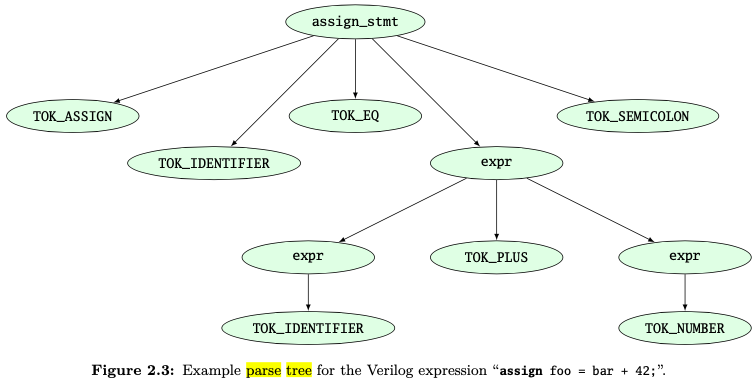 assign_stmt
TOK_ASSIGN
TOK_EQ
TOK_SEMICOLON
TOK_IDENTIFIER
expr
expr
TOK_PLUS
expr
TOK_IDENTIFIER
TOK_NUMBER
Figure 2.3: Example parse tree for the Verilog expression “assign foo = bar + 42;”.